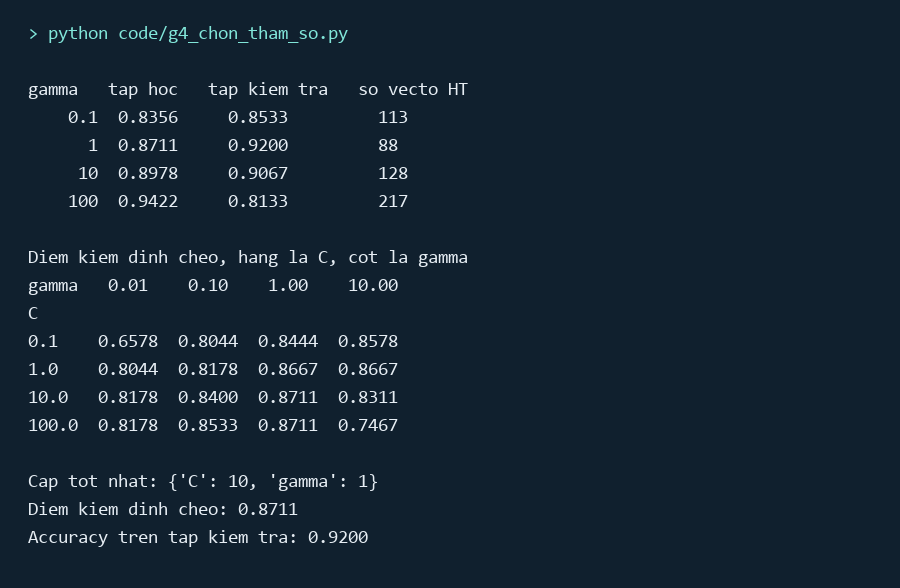 > python code/g4_chon_tham_so.py
gamma   tap hoc   tap kiem tra   so vecto HT
    0.1  0.8356     0.8533         113
      1  0.8711     0.9200         88
     10  0.8978     0.9067         128
    100  0.9422     0.8133         217
Diem kiem dinh cheo, hang la C, cot la gamma
gamma   0.01    0.10    1.00    10.00
C
0.1    0.6578  0.8044  0.8444  0.8578
1.0    0.8044  0.8178  0.8667  0.8667
10.0   0.8178  0.8400  0.8711  0.8311
100.0  0.8178  0.8533  0.8711  0.7467
Cap tot nhat: {'C': 10, 'gamma': 1}
Diem kiem dinh cheo: 0.8711
Accuracy tren tap kiem tra: 0.9200